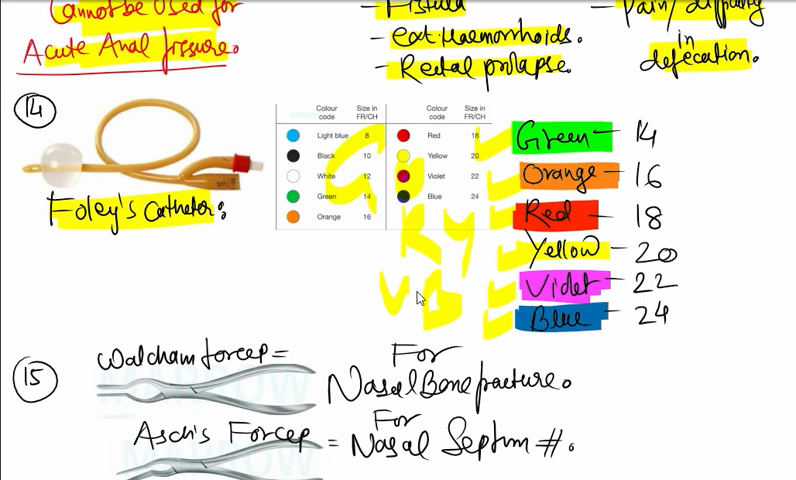 Cannot be used for
Acute Anal fissure.
- Fistula
- ext. Haemorrhoids.
- Rectal prolapse.
- Pain/difficulty
in
defecation.
14
Foley's Catheter:
Colour code Size in FR/CH Colour code Size in FR/CH
Light blue 8 Red 18
Black 10 Yellow 20
White 12 Violet 22
Green 14 Blue 24
Orange 16
G O
R Y
V B
Green - 14
Orange - 16
Red - 18
Yellow - 20
Violet - 22
Blue - 24
15
Walcham forcep = For
Nasal Bone fracture.
MARROW
Asch's Forcep = For
Nasal Septum #.
MARROW